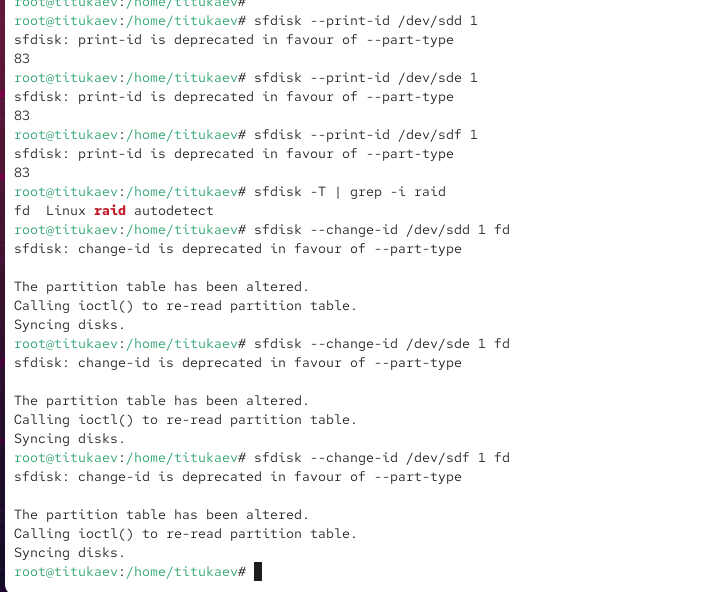 root@titukaev:/home/titukaev#
root@titukaev:/home/titukaev# sfdisk --print-id /dev/sdd 1
sfdisk: print-id is deprecated in favour of --part-type
83
root@titukaev:/home/titukaev# sfdisk --print-id /dev/sde 1
sfdisk: print-id is deprecated in favour of --part-type
83
root@titukaev:/home/titukaev# sfdisk --print-id /dev/sdf 1
sfdisk: print-id is deprecated in favour of --part-type
83
root@titukaev:/home/titukaev# sfdisk -T | grep -i raid
fd  Linux raid autodetect
root@titukaev:/home/titukaev# sfdisk --change-id /dev/sdd 1 fd
sfdisk: change-id is deprecated in favour of --part-type

The partition table has been altered.
Calling ioctl() to re-read partition table.
Syncing disks.
root@titukaev:/home/titukaev# sfdisk --change-id /dev/sde 1 fd
sfdisk: change-id is deprecated in favour of --part-type

The partition table has been altered.
Calling ioctl() to re-read partition table.
Syncing disks.
root@titukaev:/home/titukaev# sfdisk --change-id /dev/sdf 1 fd
sfdisk: change-id is deprecated in favour of --part-type

The partition table has been altered.
Calling ioctl() to re-read partition table.
Syncing disks.
root@titukaev:/home/titukaev#